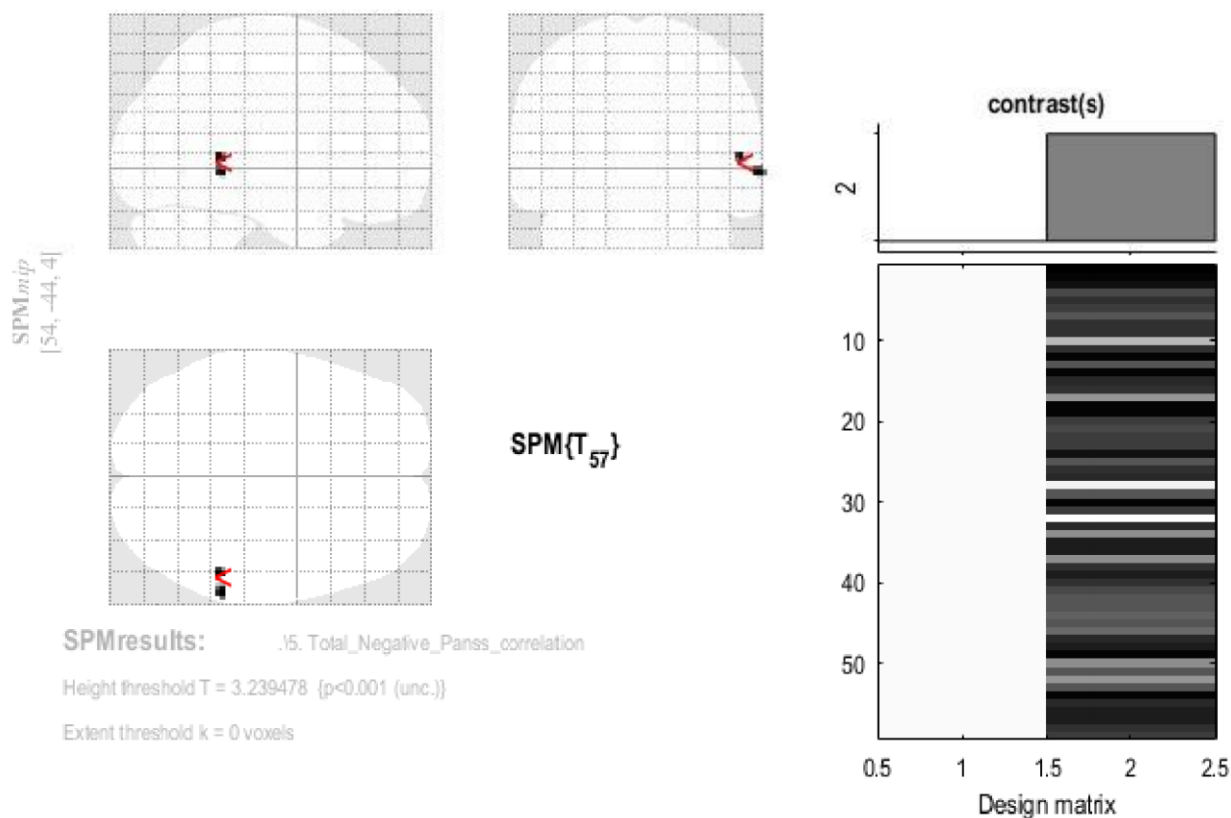 contrast(s)
2
SPMmip
[54, -44, 4]
10
20
30
40
50
SPM{T57}
0.5 1 1.5 2 2.5
Design matrix
SPMresults: .\5. Total_Negative_Panss_correlation
Height threshold T = 3.239478 {p<0.001 (unc.)}
Extent threshold k = 0 voxels